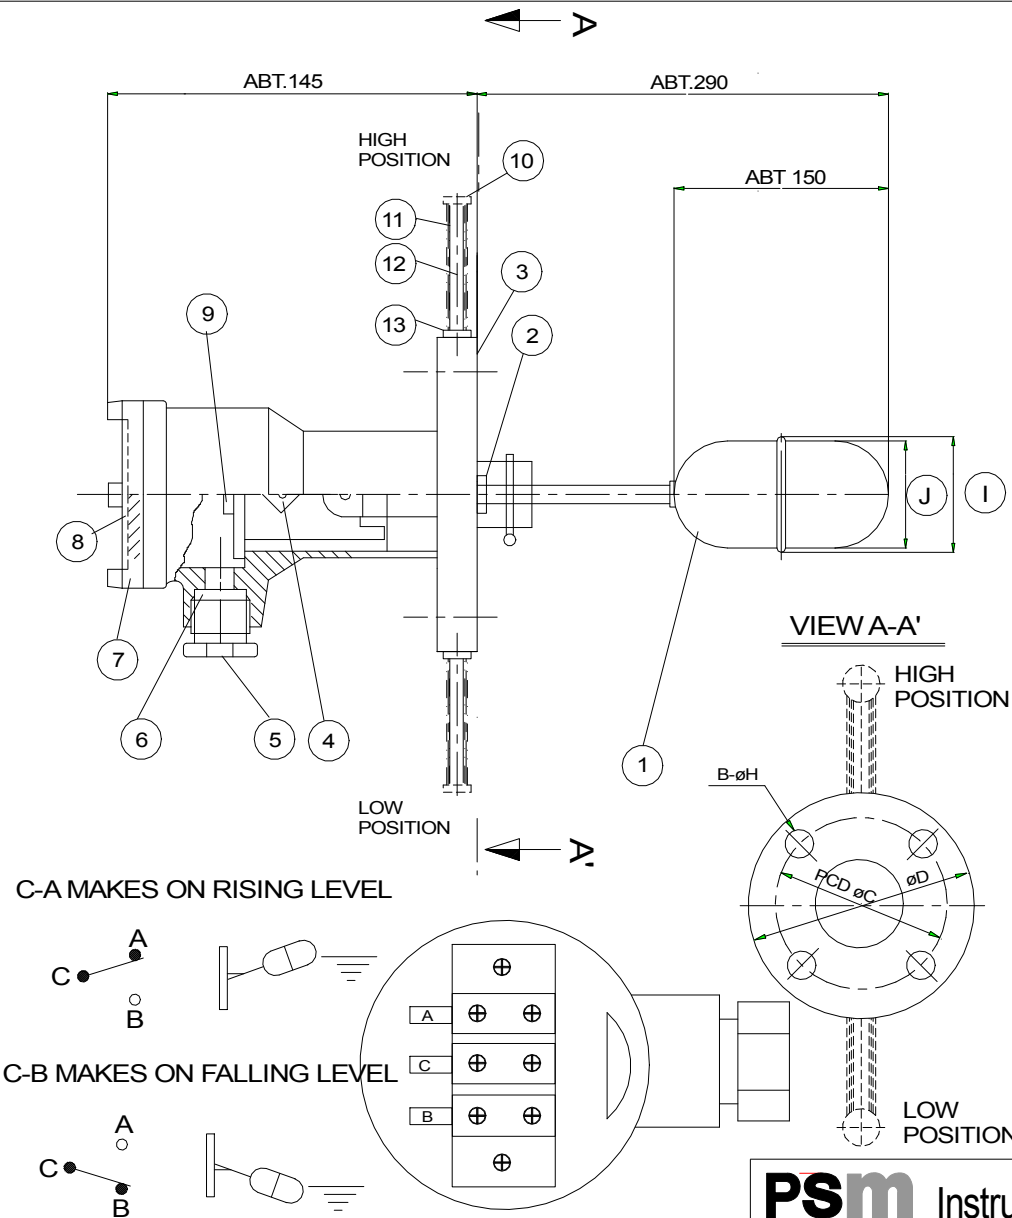 A
ABT.145
ABT.290
HIGH
POSITION
10
ABT 150
11
12
3
13
9
2
J
I
8
1
7
6
5
4
VIEW A-A'
HIGH
POSITION
B-øH
LOW
POSITION
A'
PCD øC
øD
C-A MAKES ON RISING LEVEL
A
C
B
A
C
B
C-B MAKES ON FALLING LEVEL
A
C
B
LOW
POSITION
PSm Instru